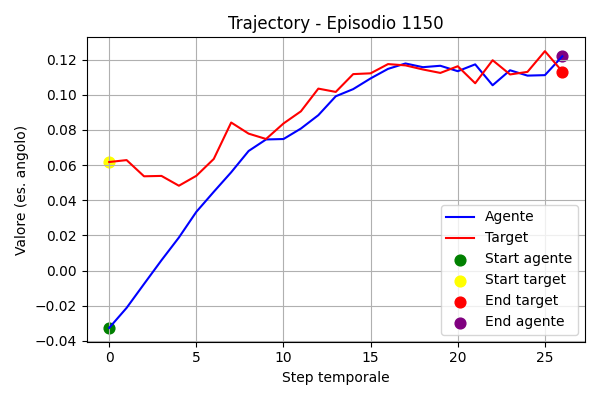 Trajectory - Episodio 1150
Valore (es. angolo)
0.12
0.10
0.08
0.06
0.04
0.02
0.00
−0.02
−0.04
0
5
10
15
20
25
Step temporale
Agente
Target
Start agente
Start target
End target
End agente